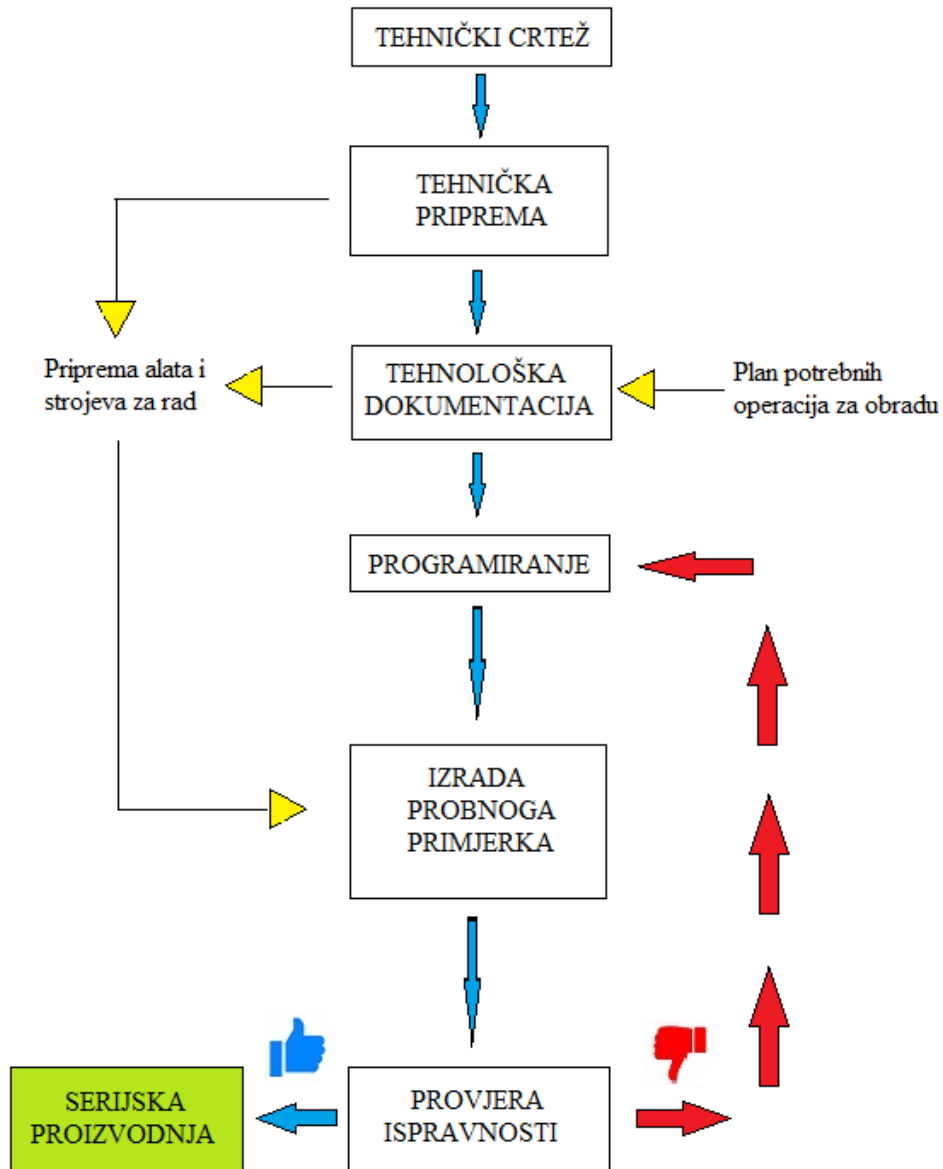 TEHNIČKI CRTEŽ
TEHNIČKA
PRIPREMA
Priprema alata i
strojeva za rad
TEHNOLOŠKA
DOKUMENTACIJA
Plan potrebnih
operacija za obradu
PROGRAMIRANJE
IZRADA
PROBNOGA
PRIMJERKA
SERIJSKA
PROIZVODNJA
PROVJERA
ISPRAVNOSTI